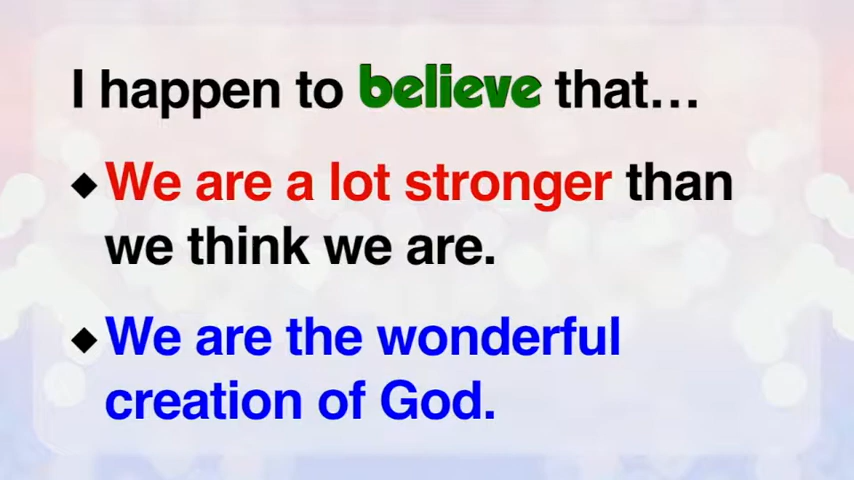 I happen to believe that...
◆ We are a lot stronger than
we think we are.
◆ We are the wonderful
creation of God.